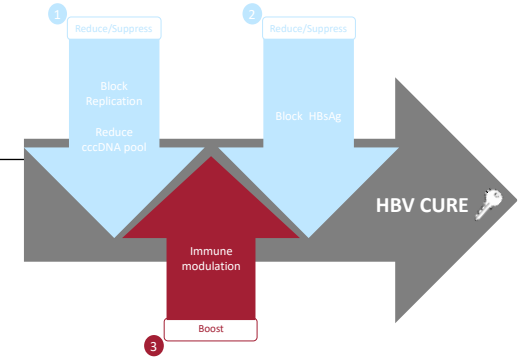 1
Reduce/Suppress
Block
Replication
Reduce
cccDNA pool
2
Reduce/Suppress
Block HBsAg
HBV CURE
Immune
modulation
Boost
3